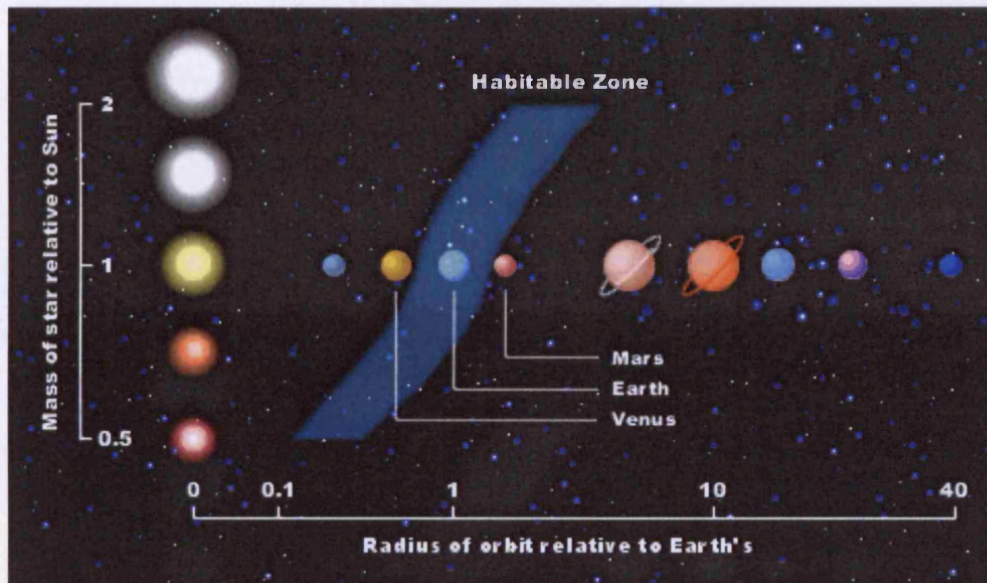 Habitable Zone
Mass of star relative to Sun
2
1
0.5
Mars
Earth
Venus
0 0.1 1 10 40
Radius of orbit relative to Earth's